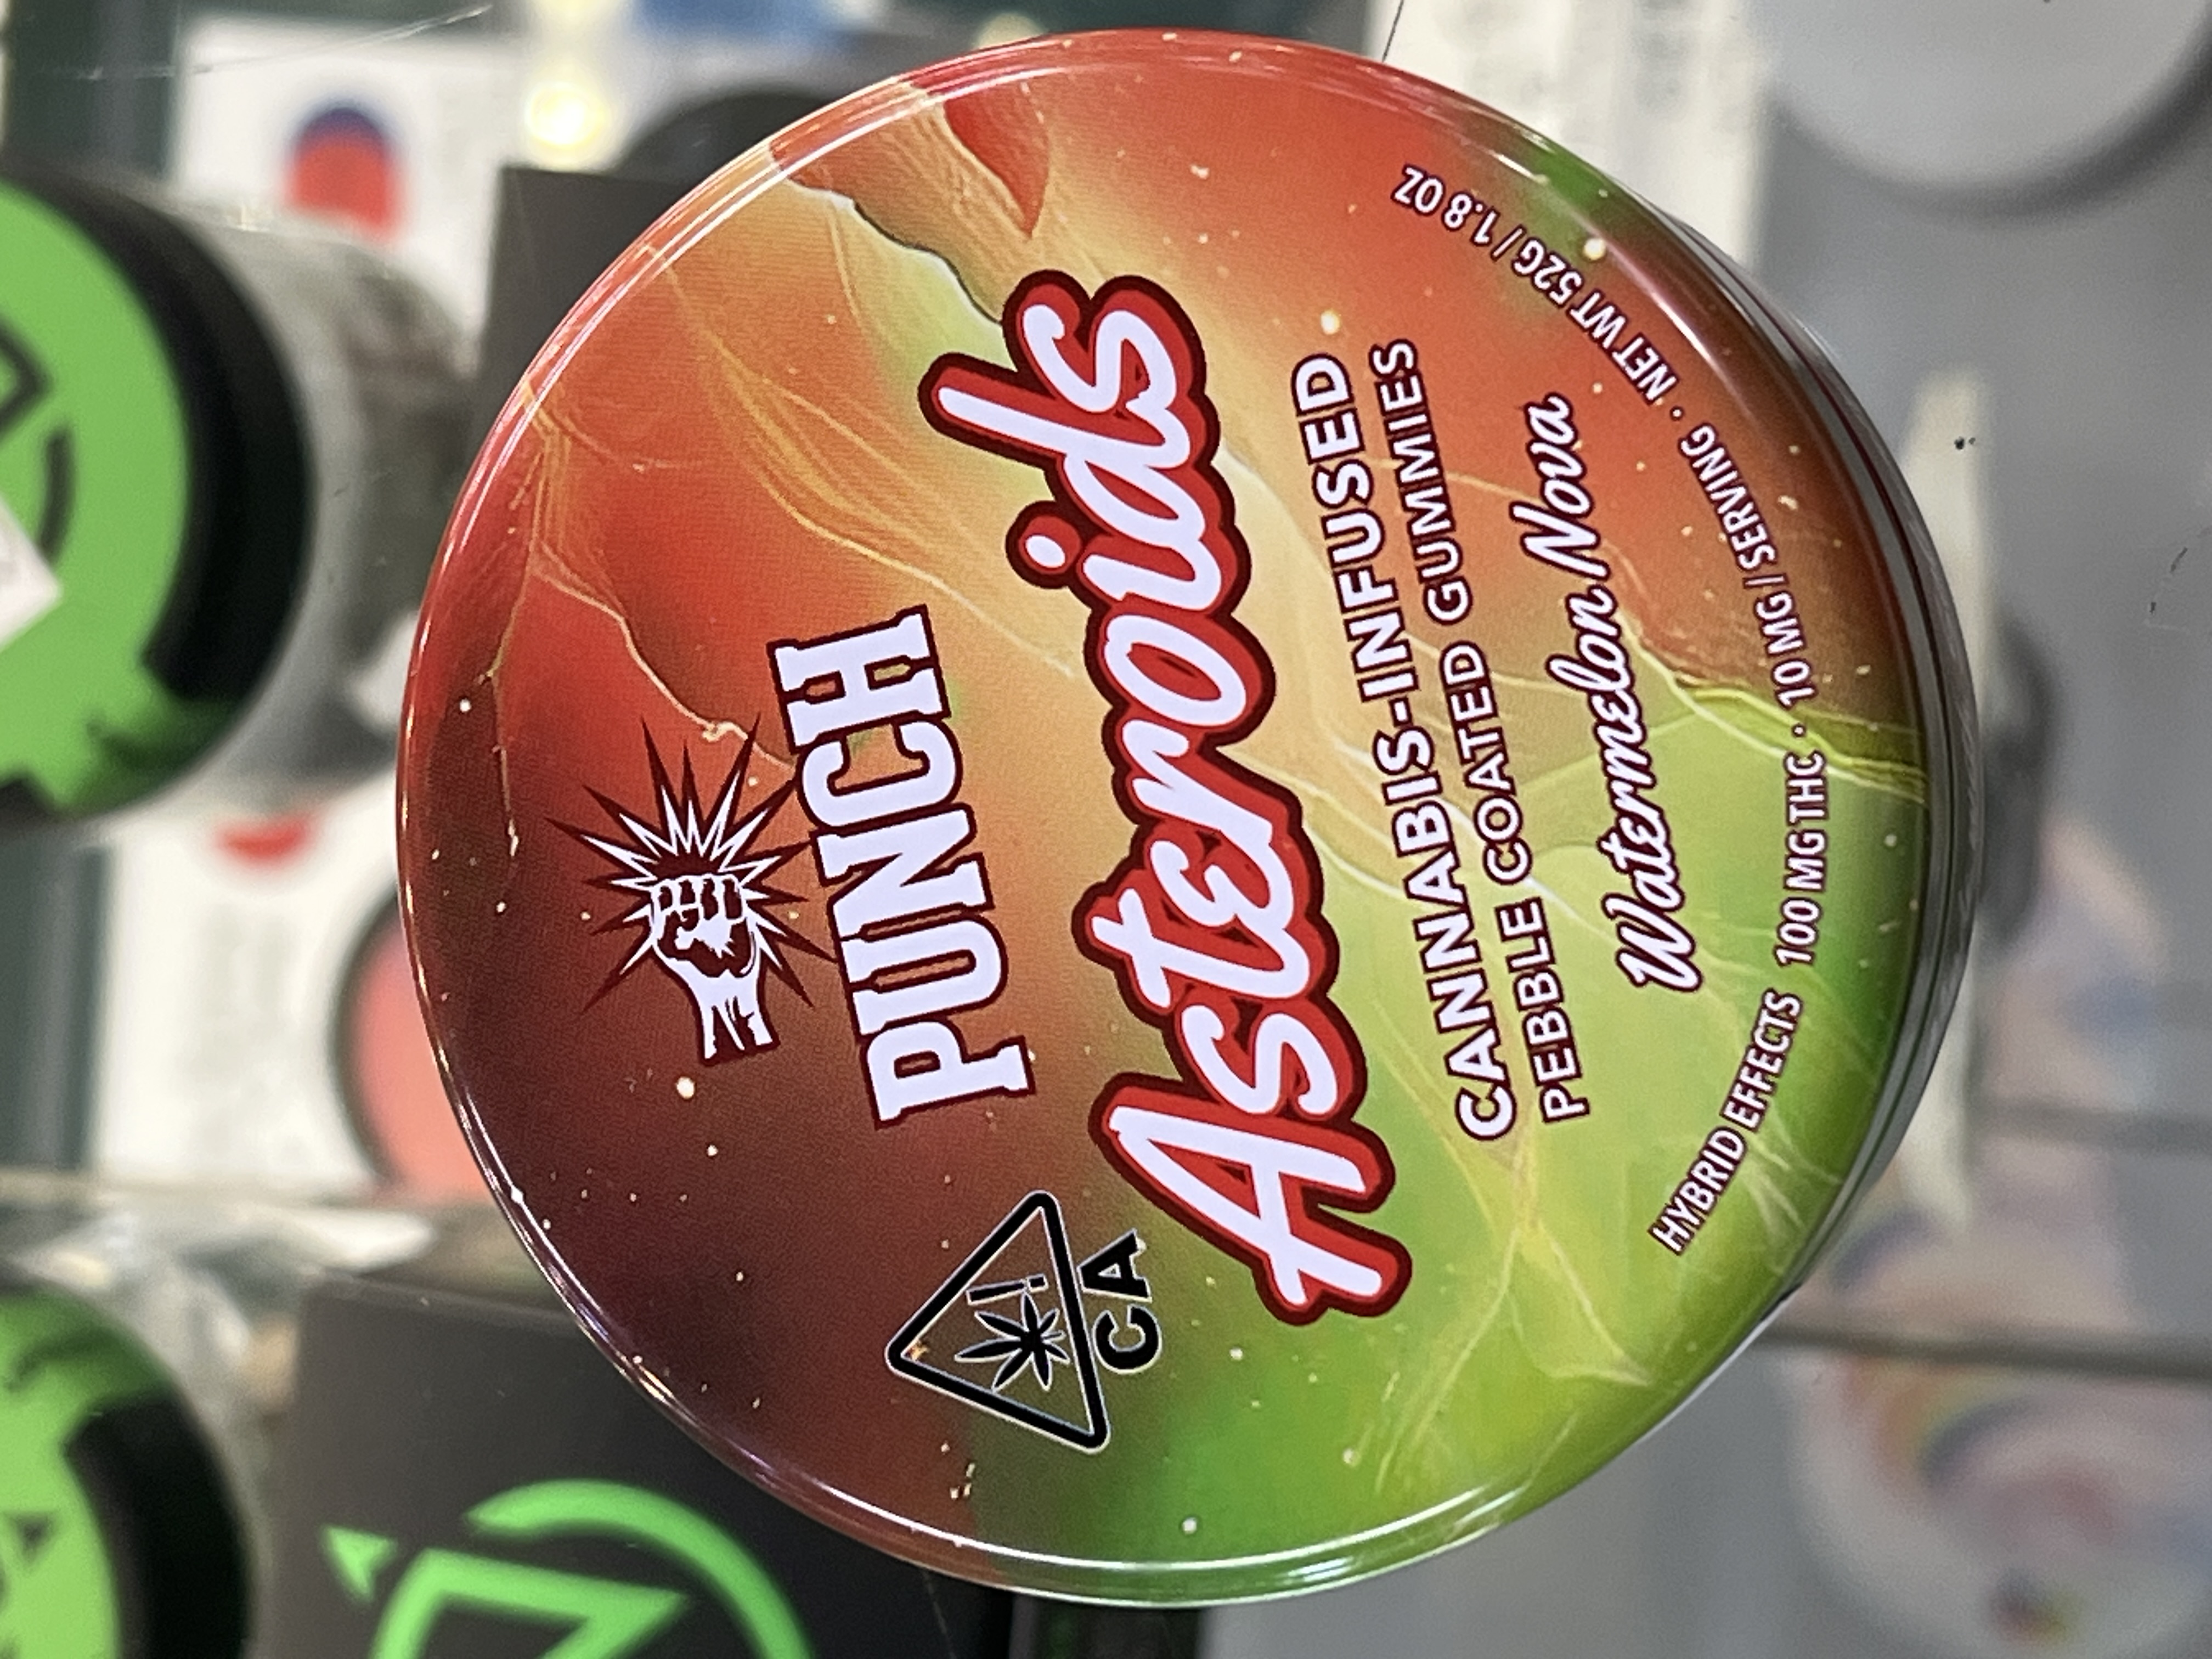 PUNCH
Asteroids
CA
CANNABIS-INFUSED
PEBBLE COATED GUMMIES
Watermelon Nova
HYBRID EFFECTS 100 MG THC • 10 MG / SERVING • NET WT 52G / 1.8 OZ